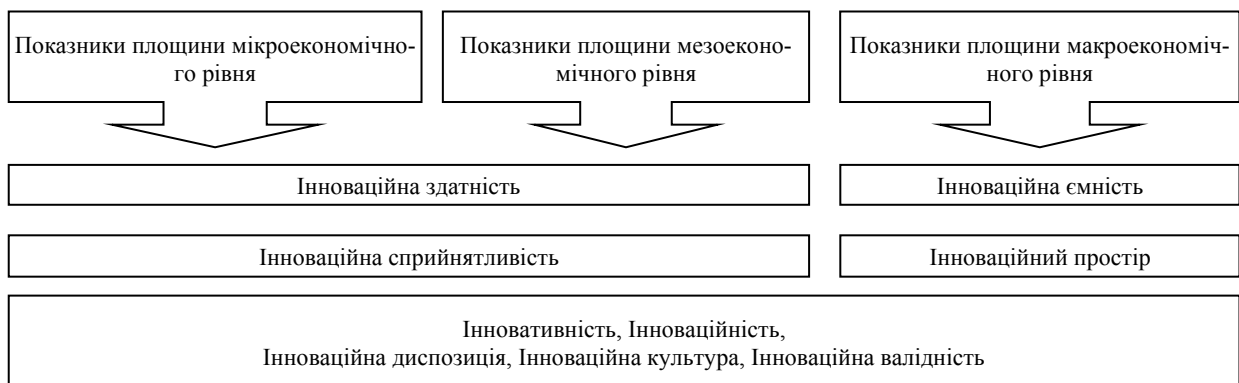 Показники площини мікроекономічно-
го рівня
Показники площини мезоеконо-
мічного рівня
Показники площини макроекономіч-
ного рівня
Інноваційна здатність
Інноваційна ємність
Інноваційна сприйнятливість
Інноваційний простір
Інновативність, Інноваційність,
Інноваційна диспозиція, Інноваційна культура, Інноваційна валідність